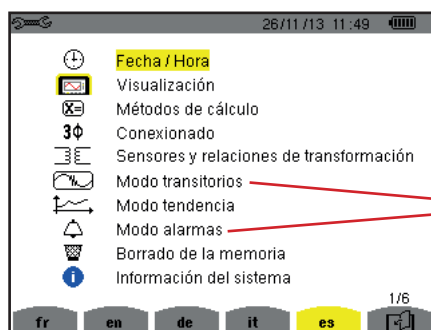 26/11/13 11:49
Fecha / Hora
Visualización
X= Métodos de cálculo
3ϕ Conexionado
Sensores y relaciones de transformación
Modo transitorios
Modo tendencia
Modo alarmas
Borrado de la memoria
i Información del sistema
1/6
fr en de it es